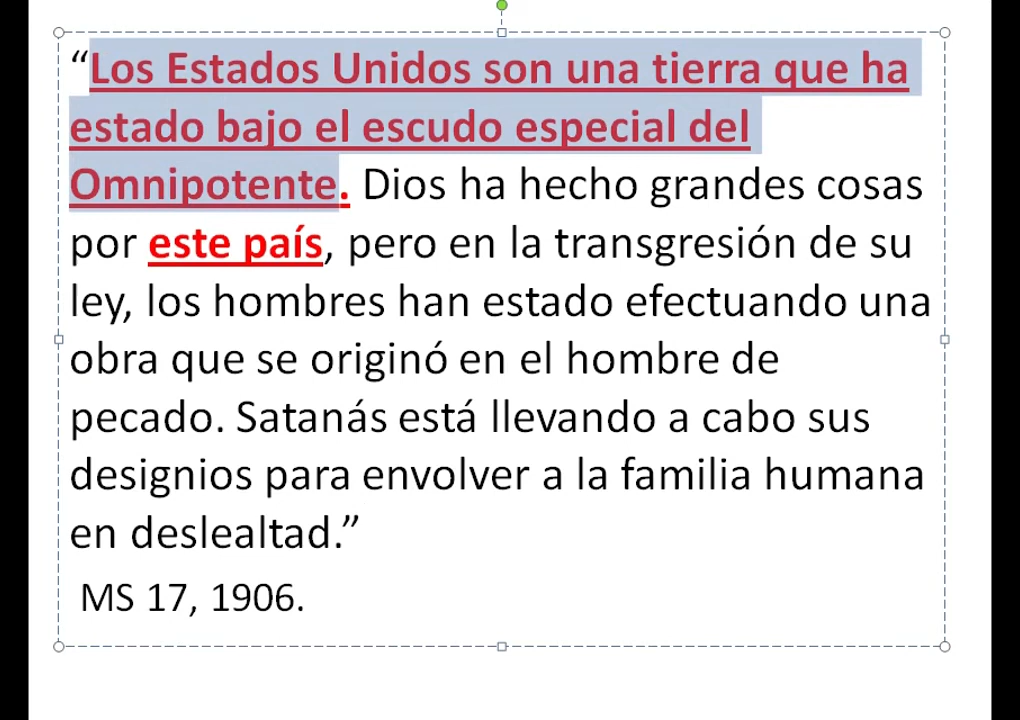 “Los Estados Unidos son una tierra que ha
estado bajo el escudo especial del
Omnipotente. Dios ha hecho grandes cosas
por este país, pero en la transgresión de su
ley, los hombres han estado efectuando una
obra que se originó en el hombre de
pecado. Satanás está llevando a cabo sus
designios para envolver a la familia humana
en deslealtad.”
MS 17, 1906.